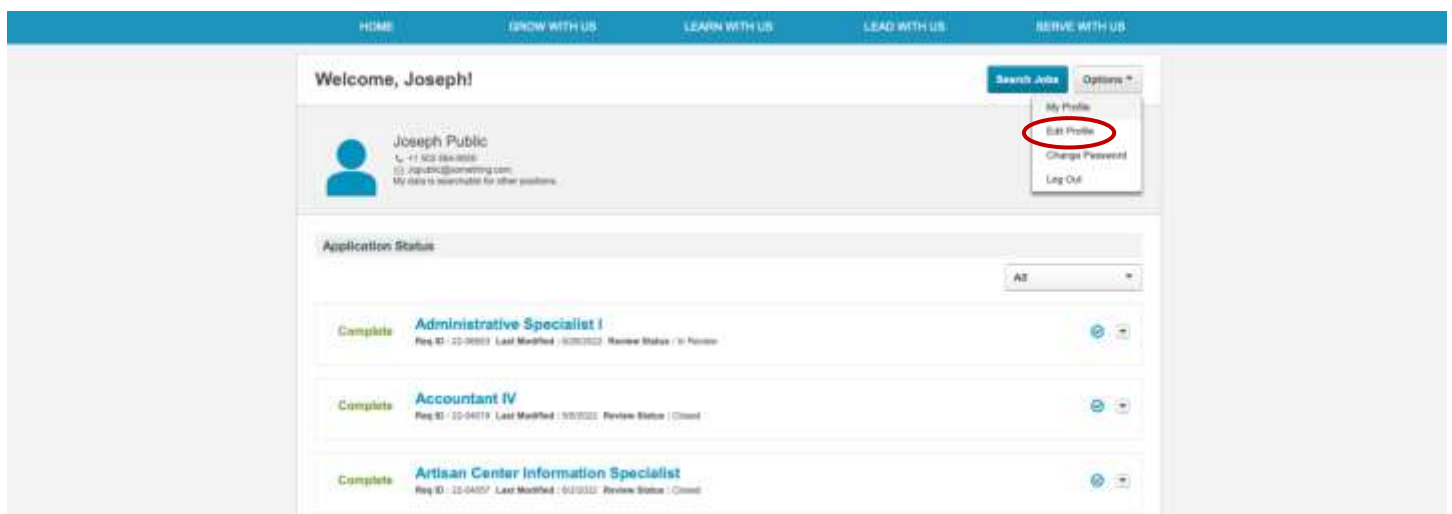 HOME GROW WITH US LEARN WITH US LEAD WITH US SERVE WITH US
Welcome, Joseph!
Search Jobs Options
My Profile
Edit Profile
Change Password
Log Out
Joseph Public
+1 502
My data is searchable for other positions.
Application Status
All
Complete Administrative Specialist I
Req ID : Last Modified : Review Status : In Review
Complete Accountant IV
Req ID : Last Modified : Review Status : Closed
Complete Artisan Center Information Specialist
Req ID : Last Modified : Review Status : Closed